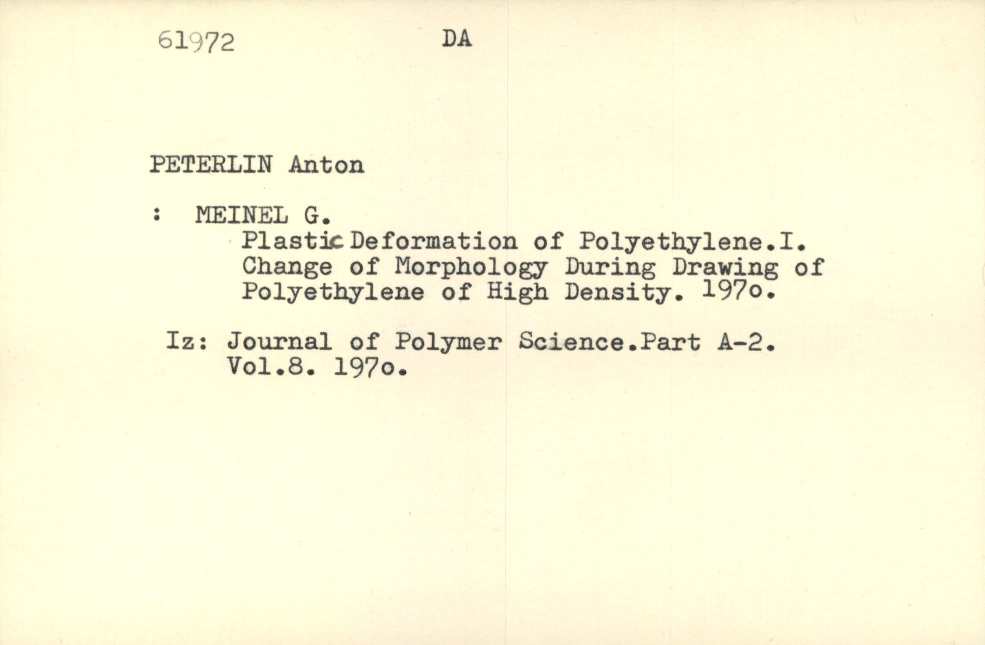 61972 DA
PETERLIN Anton
: MEINEL G.
Plastic Deformation of Polyethylene.I.
Change of Morphology During Drawing of
Polyethylene of High Density. 197o.
Iz: Journal of Polymer Science.Part A-2.
Vol.8. 197o.